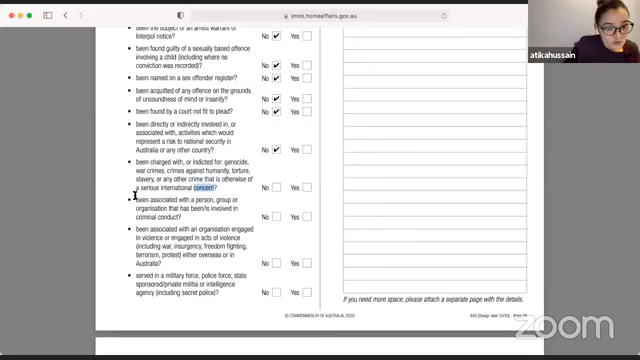 immi.homeaffairs.gov.au
atikahussain
been the subject of an arrest warrant or
Interpol notice? No ✔ Yes
• been found guilty of a sexually based offence
involving a child (including where no
conviction was recorded)? No ✔ Yes
• been named on a sex offender register? No ✔ Yes
• been acquitted of any offence on the grounds
of unsoundness of mind or insanity? No ✔ Yes
• been found by a court not fit to plead? No ✔ Yes
• been directly or indirectly involved in, or
associated with, activities which would
represent a risk to national security in
Australia or any other country? No ✔ Yes
• been charged with, or indicted for: genocide,
war crimes, crimes against humanity, torture,
slavery, or any other crime that is otherwise of
a serious international concern? No Yes
• been associated with a person, group or
organisation that has been/is involved in
criminal conduct? No Yes
• been associated with an organisation engaged
in violence or engaged in acts of violence
(including war, insurgency, freedom fighting,
terrorism, protest) either overseas or in
Australia? No Yes
• served in a military force, police force, state
sponsored/private militia or intelligence
agency (including secret police)? No Yes
If you need more space, please attach a separate page with the details.
© COMMONWEALTH OF AUSTRALIA, 2020
zoom